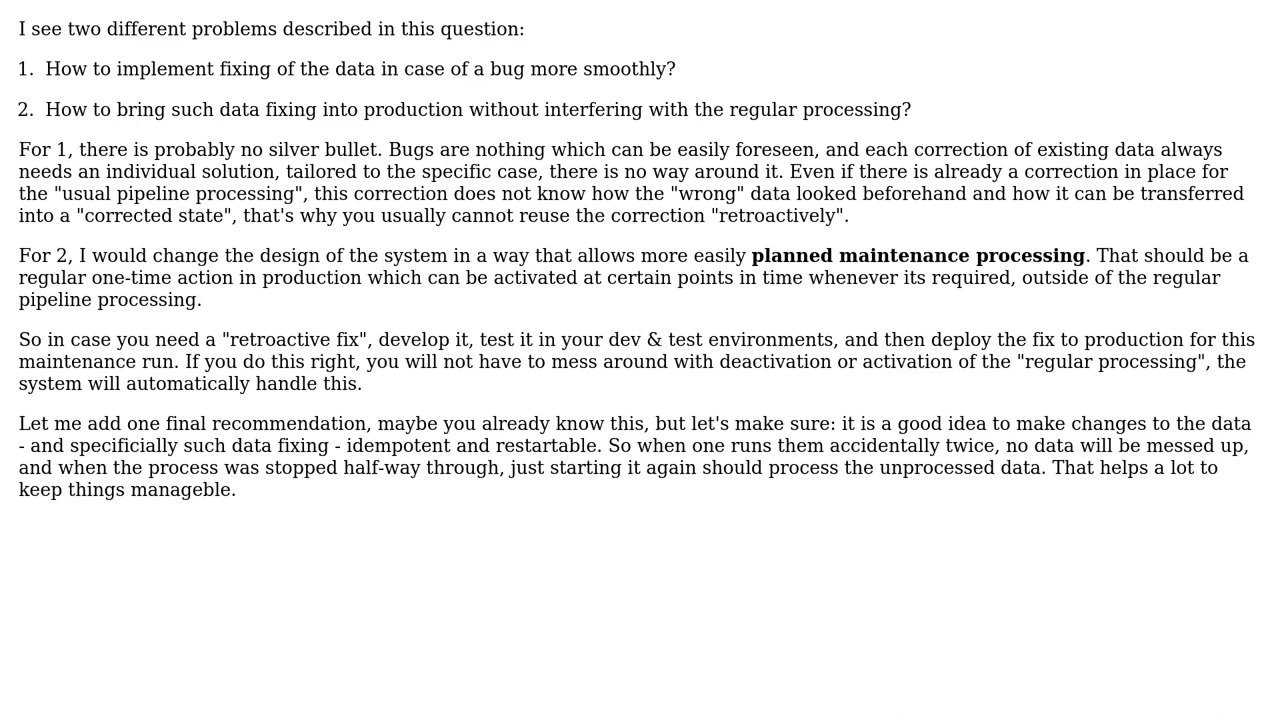 I see two different problems described in this question:
1. How to implement fixing of the data in case of a bug more smoothly?
2. How to bring such data fixing into production without interfering with the regular processing?
For 1, there is probably no silver bullet. Bugs are nothing which can be easily foreseen, and each correction of existing data always
needs an individual solution, tailored to the specific case, there is no way around it. Even if there is already a correction in place for
the "usual pipeline processing", this correction does not know how the "wrong" data looked beforehand and how it can be transferred
into a "corrected state", that's why you usually cannot reuse the correction "retroactively".
For 2, I would change the design of the system in a way that allows more easily planned maintenance processing. That should be a
regular one-time action in production which can be activated at certain points in time whenever its required, outside of the regular
pipeline processing.
So in case you need a "retroactive fix", develop it, test it in your dev & test environments, and then deploy the fix to production for this
maintenance run. If you do this right, you will not have to mess around with deactivation or activation of the "regular processing", the
system will automatically handle this.
Let me add one final recommendation, maybe you already know this, but let's make sure: it is a good idea to make changes to the data
- and specificially such data fixing - idempotent and restartable. So when one runs them accidentally twice, no data will be messed up,
and when the process was stopped half-way through, just starting it again should process the unprocessed data. That helps a lot to
keep things manageble.